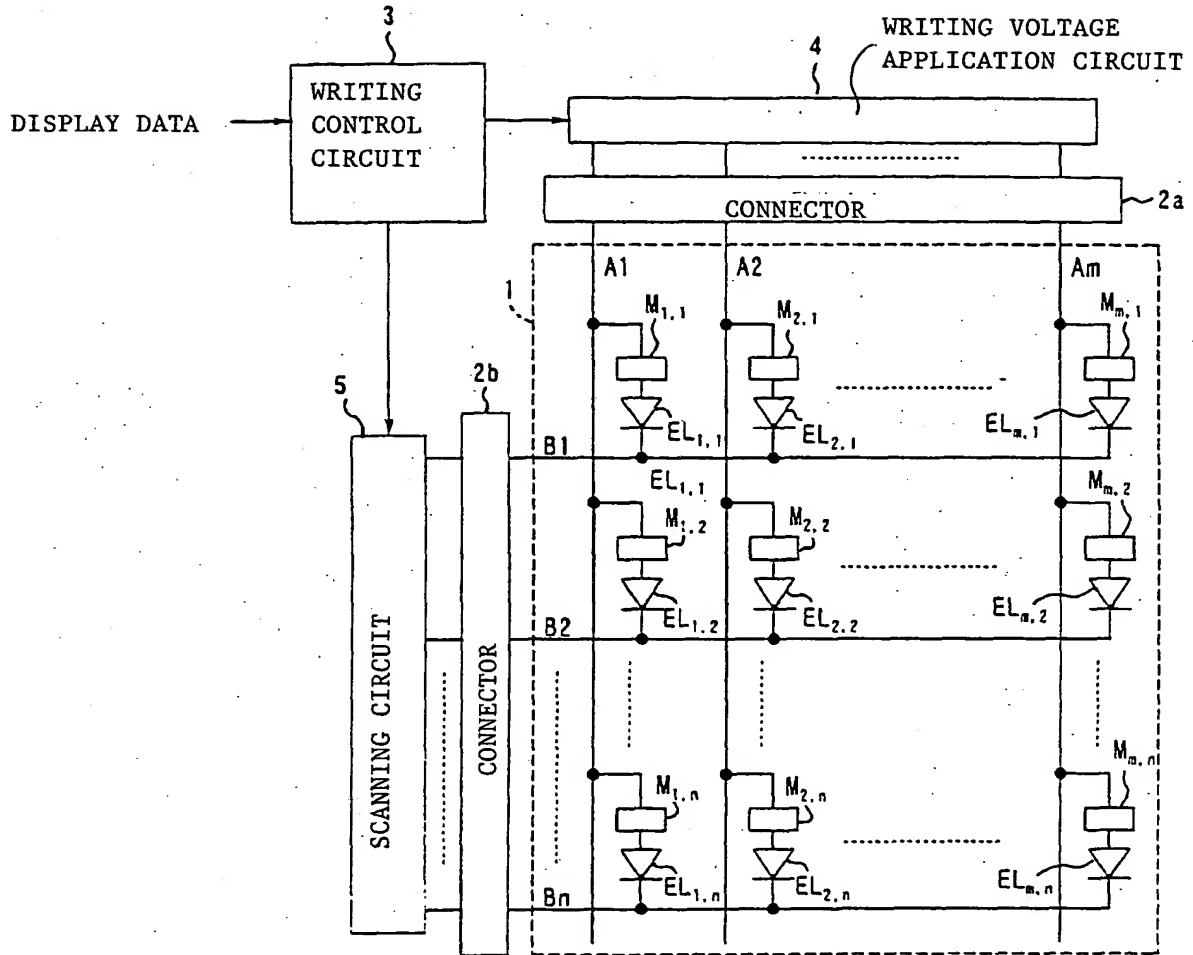 3
WRITING VOLTAGE
APPLICATION CIRCUIT
4
DISPLAY DATA
WRITING
CONTROL
CIRCUIT
CONNECTOR
2a
A1 A2 Am
1
M1,1 M2,1 Mm,1
5
2b
EL1,1 EL2,1 ELm,1
B1
EL1,1
M1,2 M2,2 Mm,2
EL1,2 EL2,2 ELm,2
B2
SCANNING CIRCUIT
CONNECTOR
M1,n M2,n Mm,n
EL1,n EL2,n ELm,n
Bn